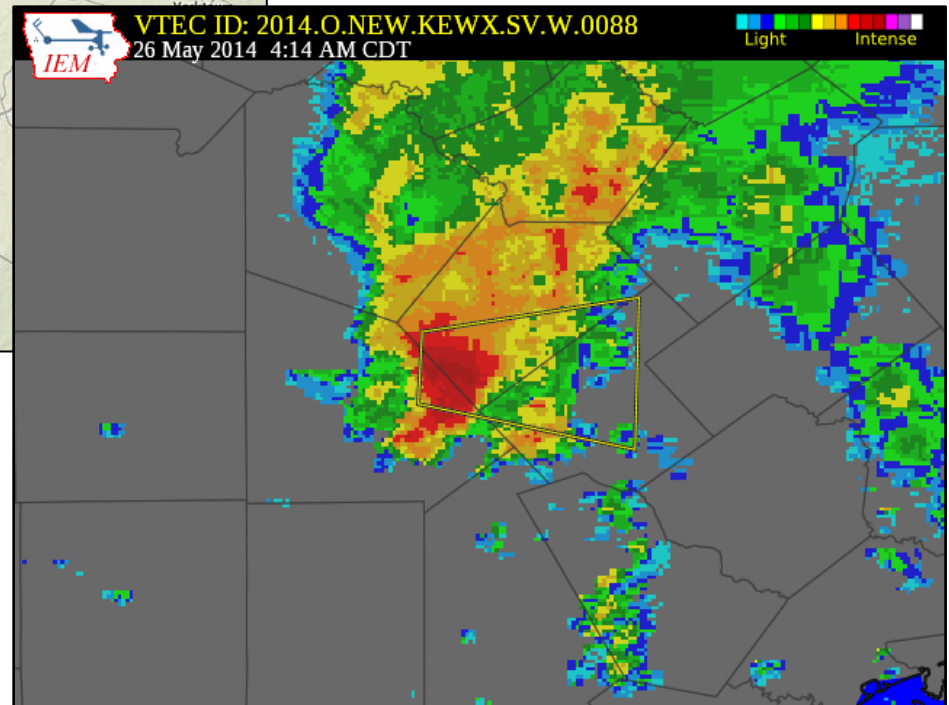 VTEC ID: 2014.O.NEW.KEWX.SV.W.0088
26 May 2014 4:14 AM CDT
IEM
Light Intense